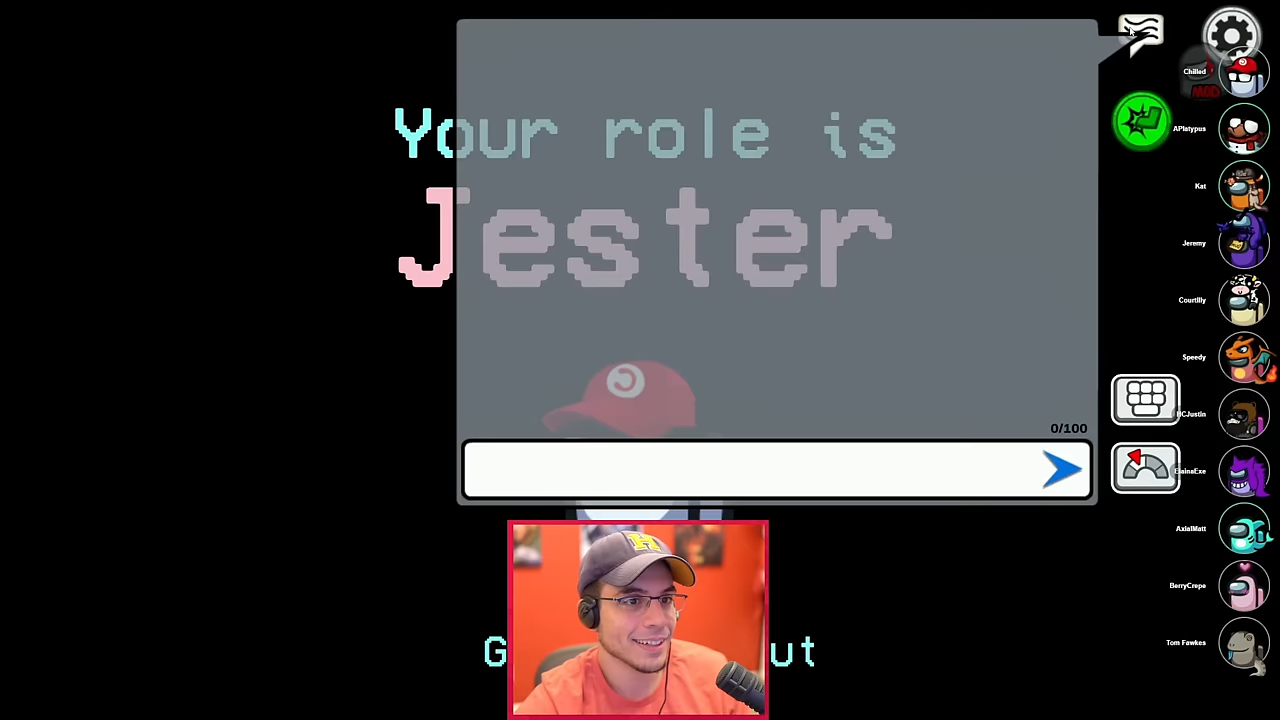 Your role is
Jester
0/100
G
ut
Chilled
MOD
APlatypus
Kat
Jeremy
Courtilly
Speedy
HCJustin
ElainaExe
AxialMatt
BerryCrepe
Tom Fawkes
H